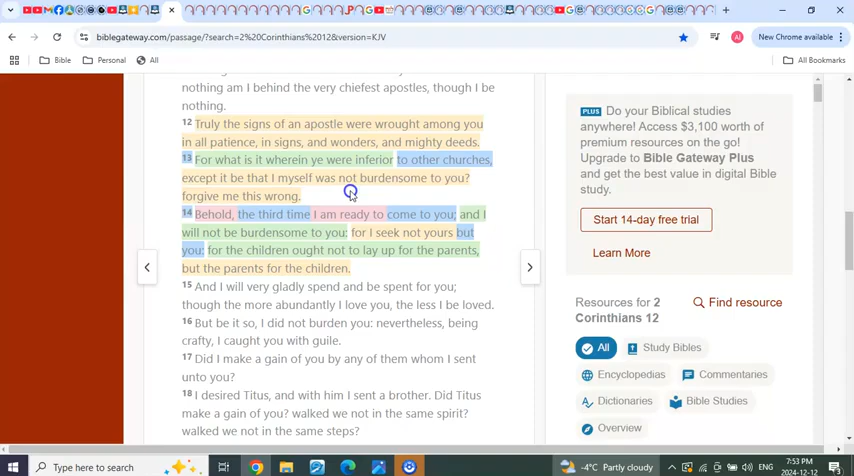 biblegateway.com/passage/?search=2%20Corinthians%2012&version=KJV
New Chrome available
Bible
Personal
All
All Bookmarks
nothing am I behind the very chiefest apostles, though I be
nothing.
12 Truly the signs of an apostle were wrought among you
in all patience, in signs, and wonders, and mighty deeds.
13 For what is it wherein ye were inferior to other churches,
except it be that I myself was not burdensome to you?
forgive me this wrong.
14 Behold, the third time I am ready to come to you; and I
will not be burdensome to you: for I seek not yours but
you: for the children ought not to lay up for the parents,
but the parents for the children.
15 And I will very gladly spend and be spent for you;
though the more abundantly I love you, the less I be loved.
16 But be it so, I did not burden you: nevertheless, being
crafty, I caught you with guile.
17 Did I make a gain of you by any of them whom I sent
unto you?
18 I desired Titus, and with him I sent a brother. Did Titus
make a gain of you? walked we not in the same spirit?
walked we not in the same steps?
PLUS Do your Biblical studies
anywhere! Access $3,100 worth of
premium resources on the go!
Upgrade to Bible Gateway Plus
and get the best value in digital Bible
study.
Start 14-day free trial
Learn More
Resources for 2
Corinthians 12
Find resource
All
Study Bibles
Encyclopedias
Commentaries
Dictionaries
Bible Studies
Overview
Type here to search
-4°C Partly cloudy
ENG
7:53 PM
2024-12-12